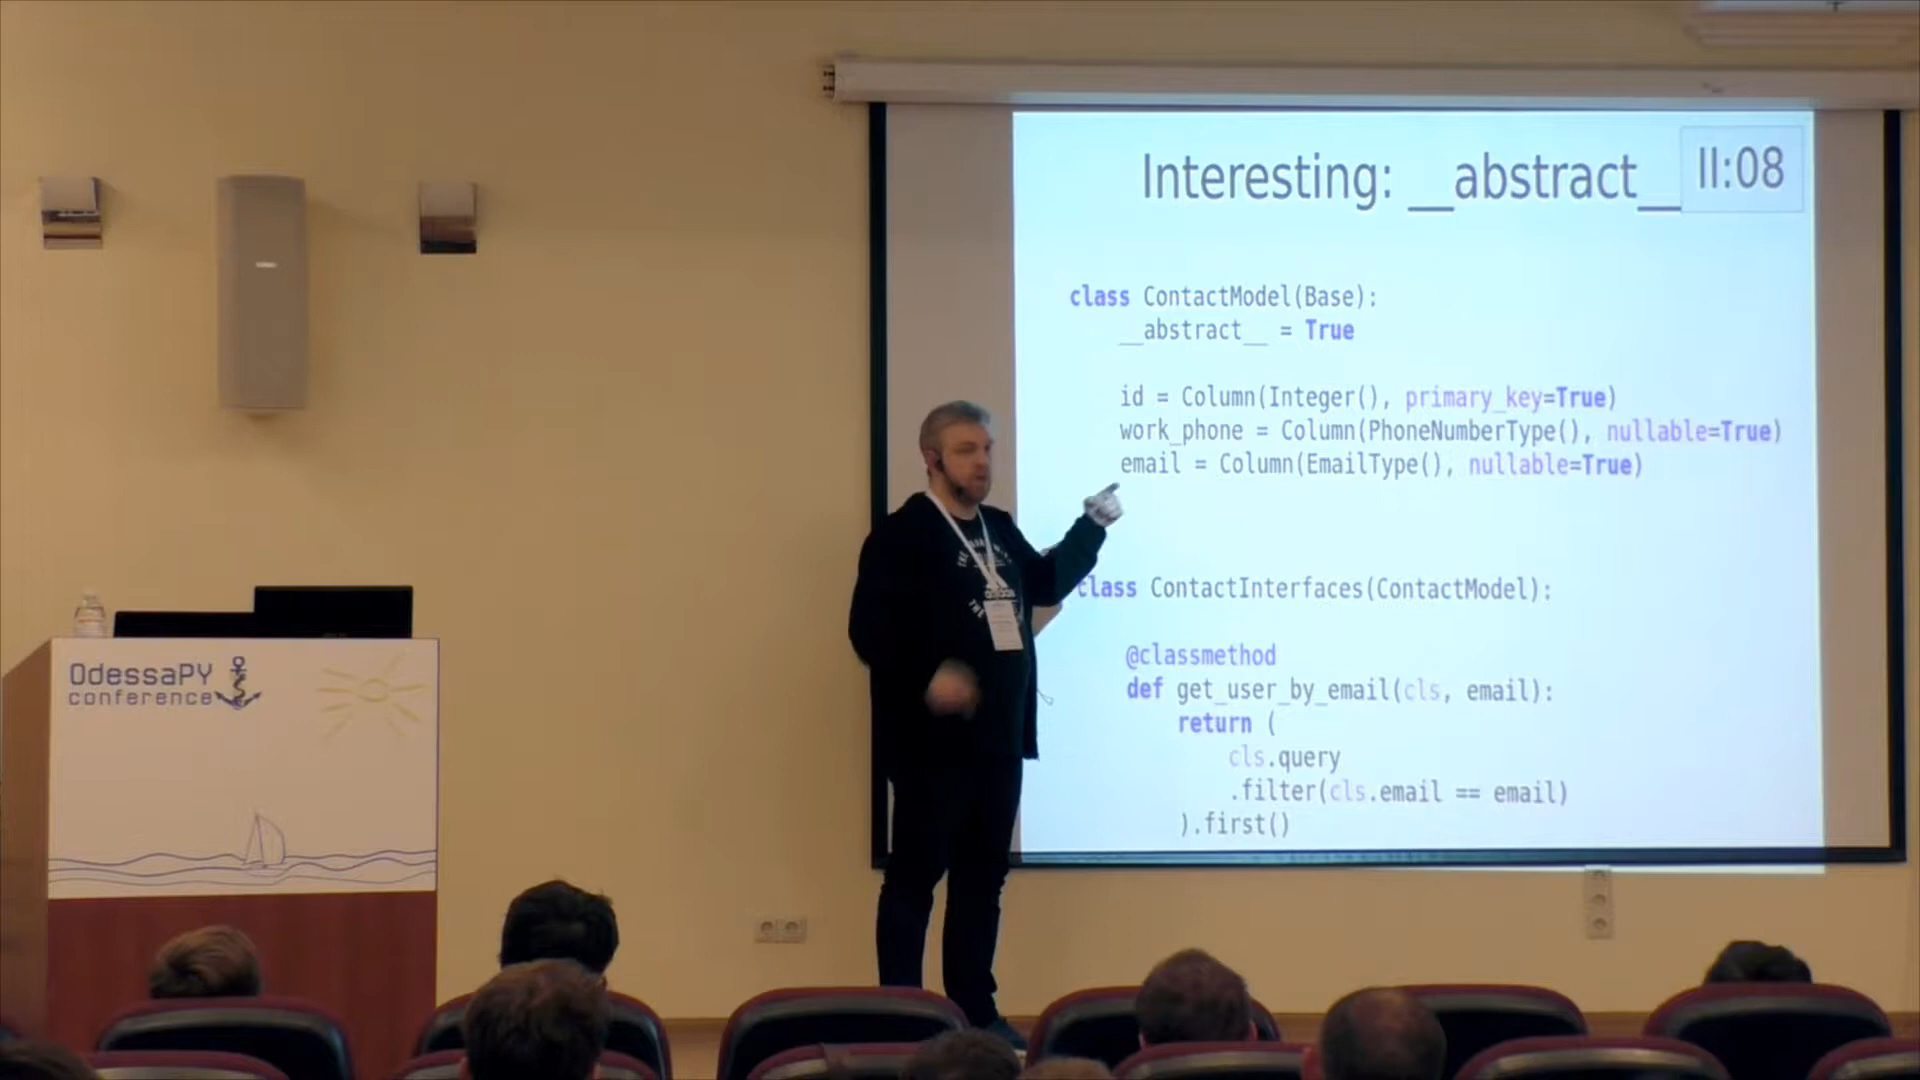 Interesting: __abstract__
11:08
class ContactModel(Base):
__abstract__ = True
id = Column(Integer(), primary_key=True)
work_phone = Column(PhoneNumberType(), nullable=True)
email = Column(EmailType(), nullable=True)
class ContactInterfaces(ContactModel):
@classmethod
def get_user_by_email(cls, email):
return (
cls.query
.filter(cls.email == email)
).first()
OdessaPY
conference